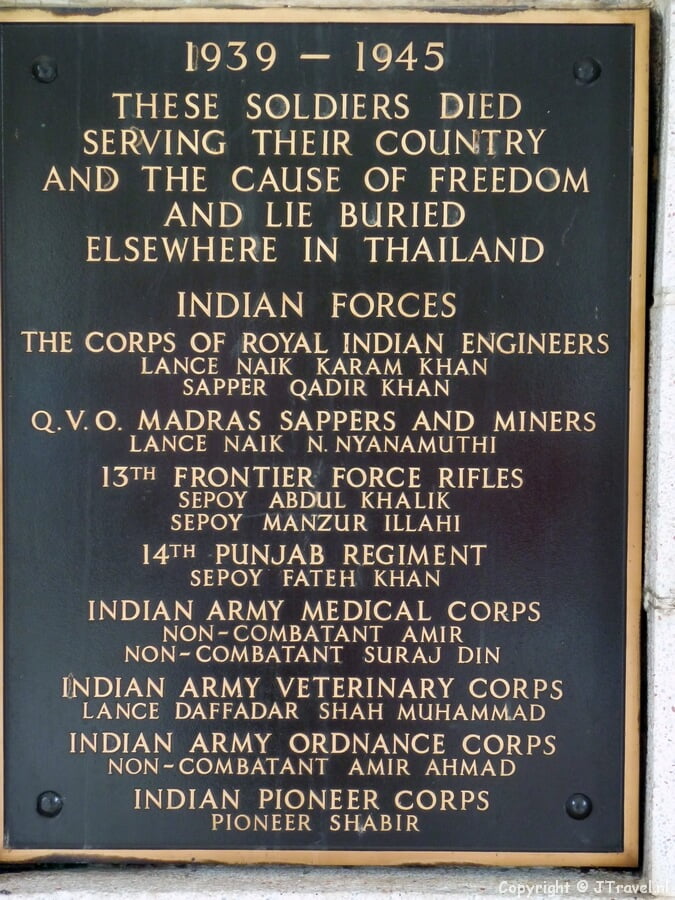 1939 – 1945
THESE SOLDIERS DIED
SERVING THEIR COUNTRY
AND THE CAUSE OF FREEDOM
AND LIE BURIED
ELSEWHERE IN THAILAND
INDIAN FORCES
THE CORPS OF ROYAL INDIAN ENGINEERS
LANCE NAIK KARAM KHAN
SAPPER QADIR KHAN
Q.V.O. MADRAS SAPPERS AND MINERS
LANCE NAIK N. NYANAMUTHI
13TH FRONTIER FORCE RIFLES
SEPOY ABDUL KHALIK
SEPOY MANZUR ILLAHI
14TH PUNJAB REGIMENT
SEPOY FATEH KHAN
INDIAN ARMY MEDICAL CORPS
NON-COMBATANT AMIR
NON-COMBATANT SURAJ DIN
INDIAN ARMY VETERINARY CORPS
LANCE DAFFADAR SHAH MUHAMMAD
INDIAN ARMY ORDNANCE CORPS
NON-COMBATANT AMIR AHMAD
INDIAN PIONEER CORPS
PIONEER SHABIR
Copyright © JTravel.nl